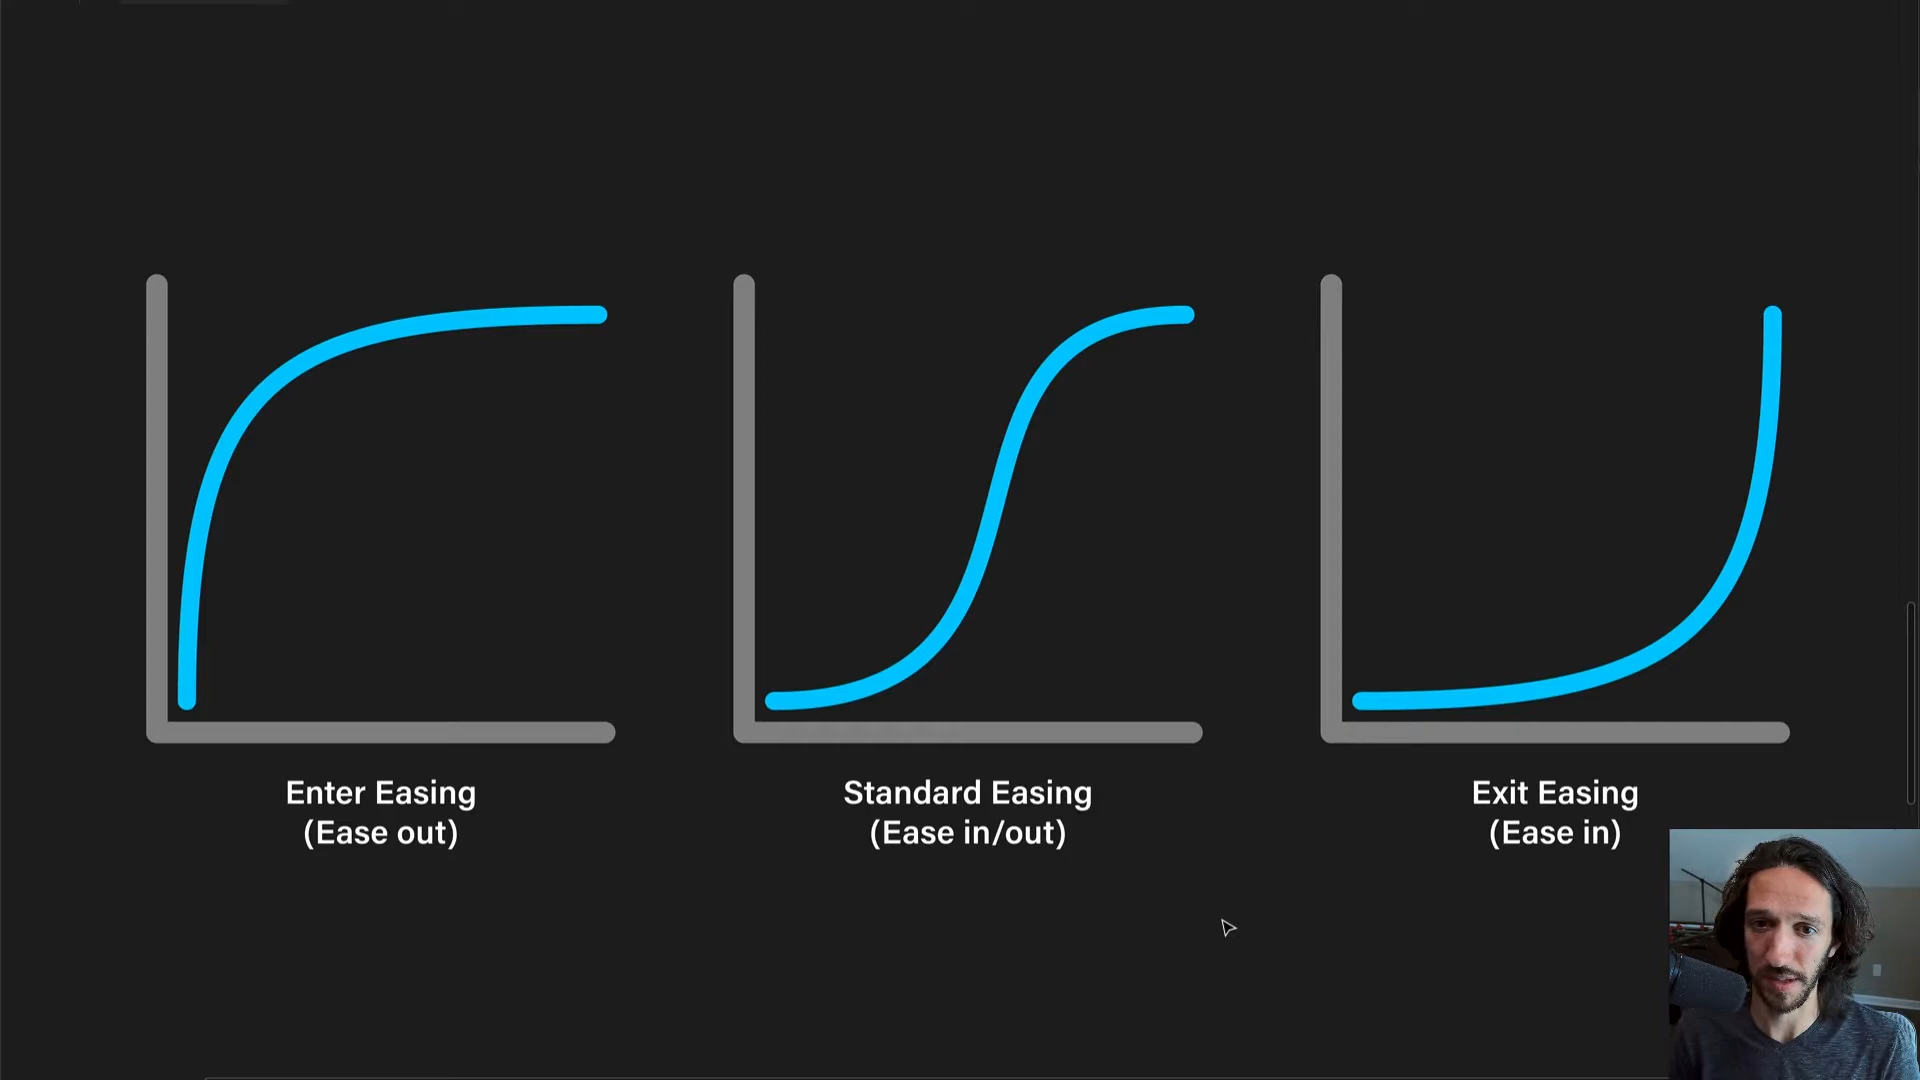 Enter Easing
(Ease out)
Standard Easing
(Ease in/out)
Exit Easing
(Ease in)